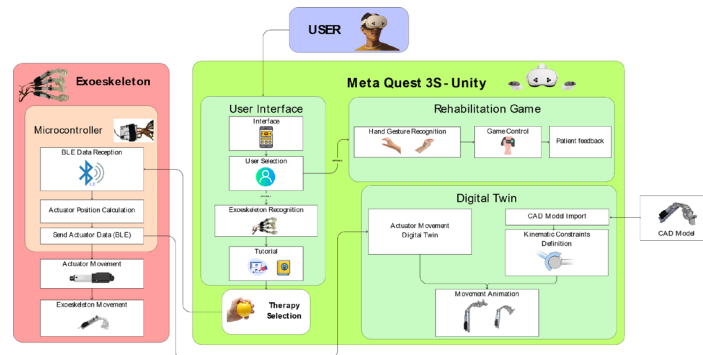 USER
Exoeskeleton
Microcontroller
BLE Data Reception
Actuator Position Calculation
Send Actuator Data (BLE)
Actuator Movement
Exoeskeleton Movement
Meta Quest 3S - Unity
User Interface
Interface
User Selection
Exoeskeleton Recognition
Tutorial
Therapy
Selection
Rehabilitation Game
Hand Gesture Recognition
Game Control
Patient feedback
Digital Twin
Actuator Movement
Digital Twin
CAD Model Import
Kinematic Constraints
Definition
Movement Animation
CAD Model